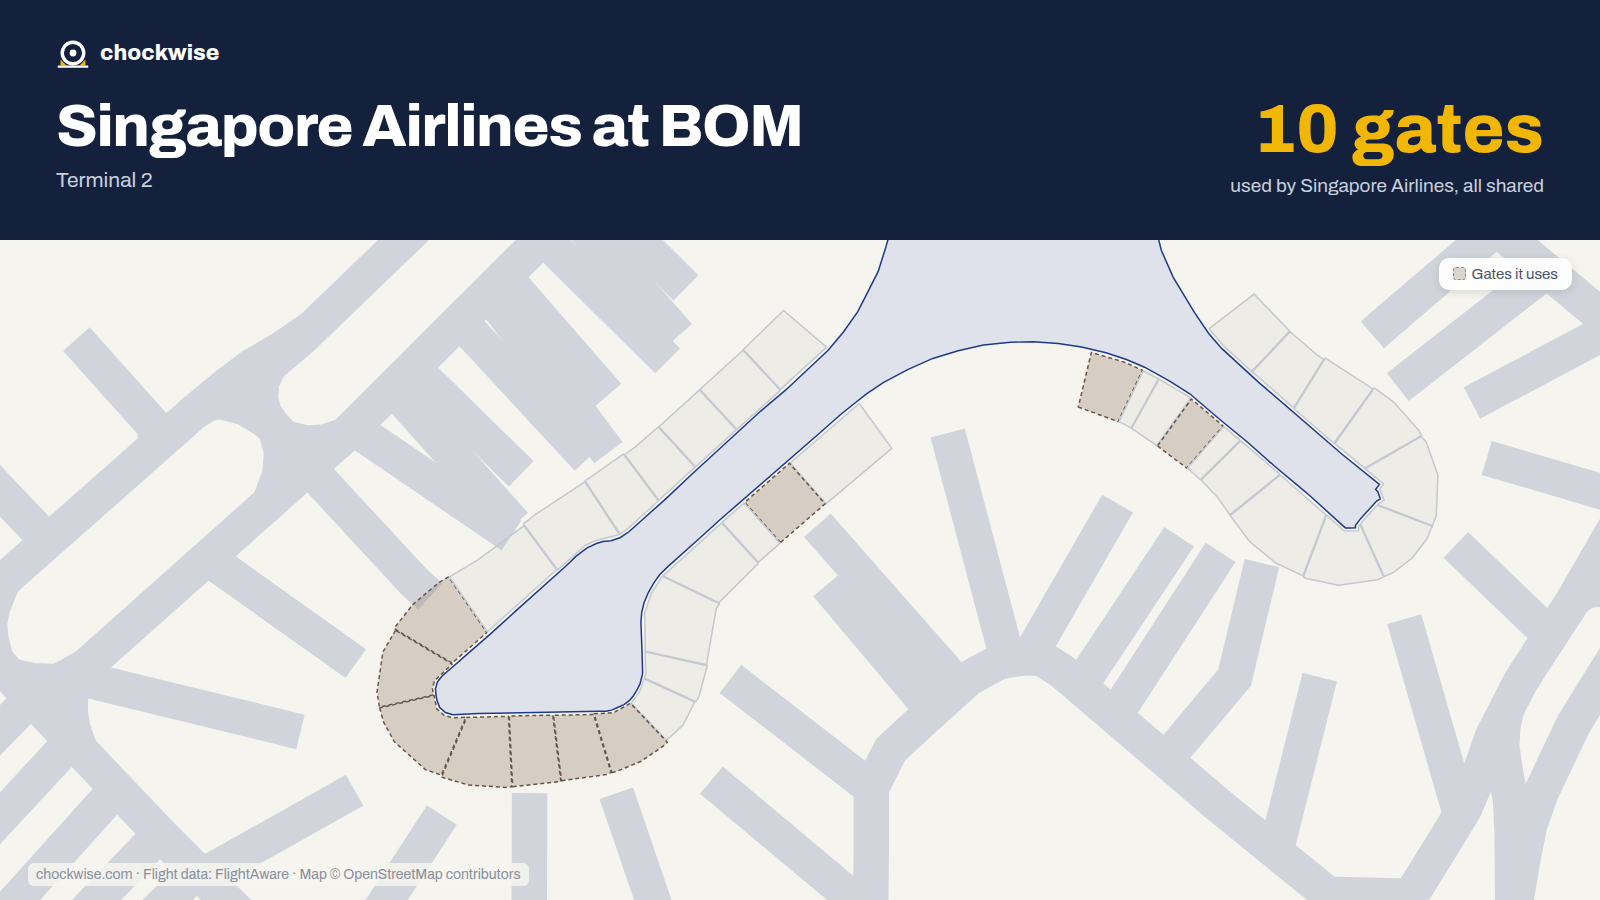 chockwise
Singapore Airlines at BOM
Terminal 2
10 gates
used by Singapore Airlines, all shared
Gates it uses
chockwise.com · Flight data: FlightAware · Map © OpenStreetMap contributors